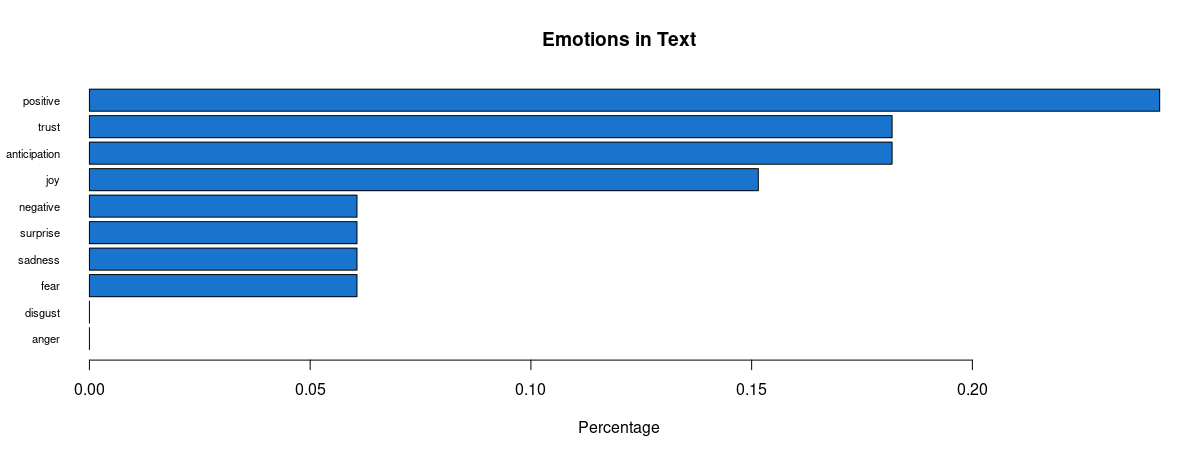 Emotions in Text
positive
trust
anticipation
joy
negative
surprise
sadness
fear
disgust
anger
0.00 0.05 0.10 0.15 0.20
Percentage